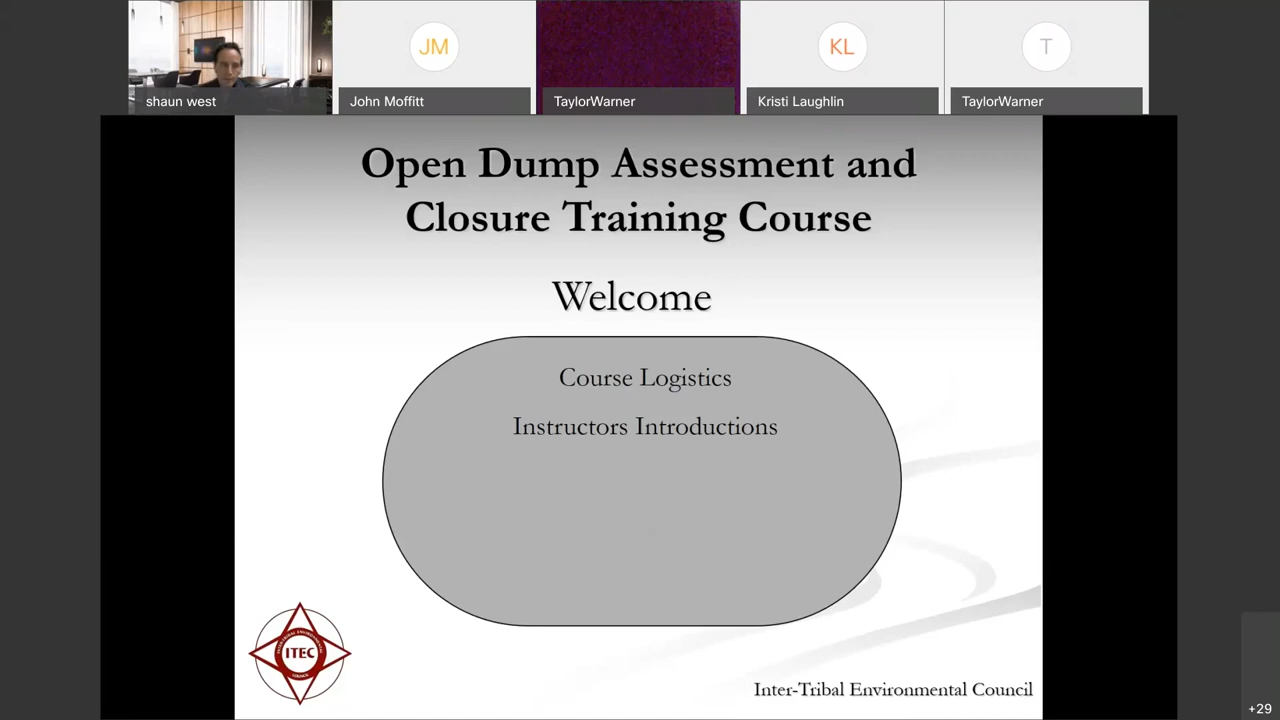 JM
KL
T
shaun west
John Moffitt
TaylorWarner
Kristi Laughlin
TaylorWarner
Open Dump Assessment and
Closure Training Course
Welcome
Course Logistics
Instructors Introductions
ITEC
Inter-Tribal Environmental Council
+29